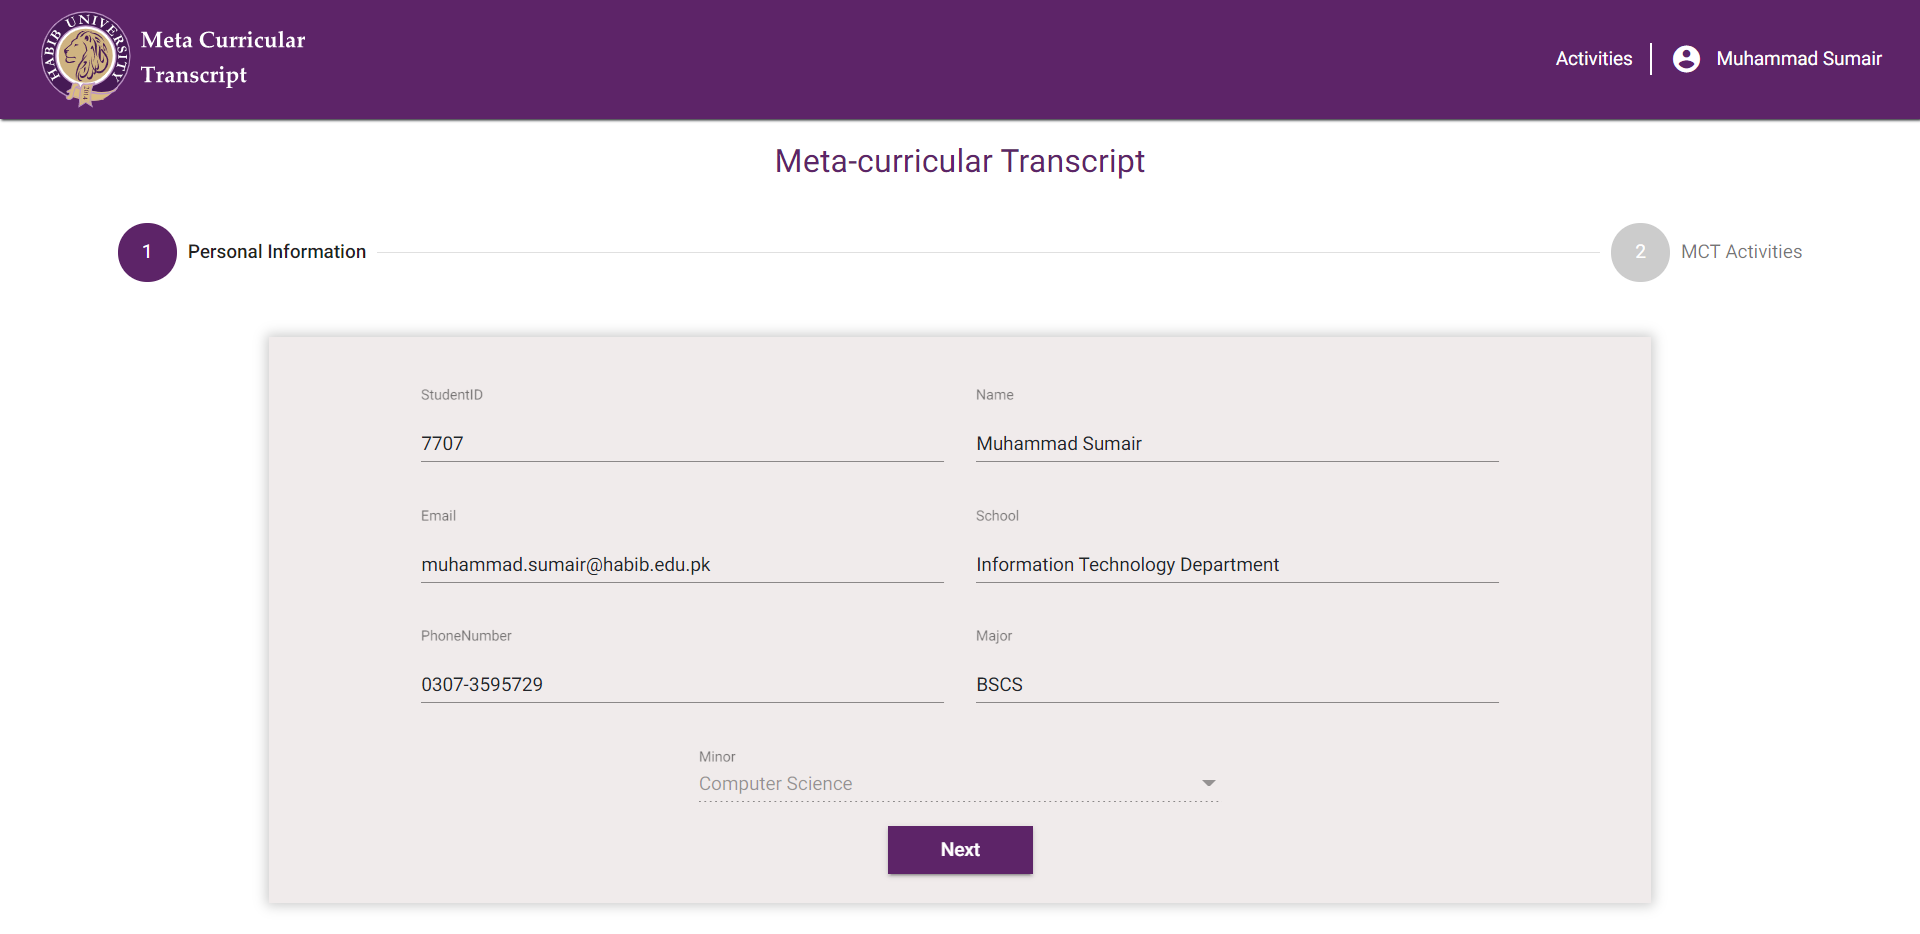 HABIB UNIVERSITY
Meta Curricular
Transcript
Activities
Muhammad Sumair
Meta-curricular Transcript
1 Personal Information
2 MCT Activities
StudentID
Name
7707
Muhammad Sumair
Email
School
muhammad.sumair@habib.edu.pk
Information Technology Department
PhoneNumber
Major
0307-3595729
BSCS
Minor
Computer Science
Next